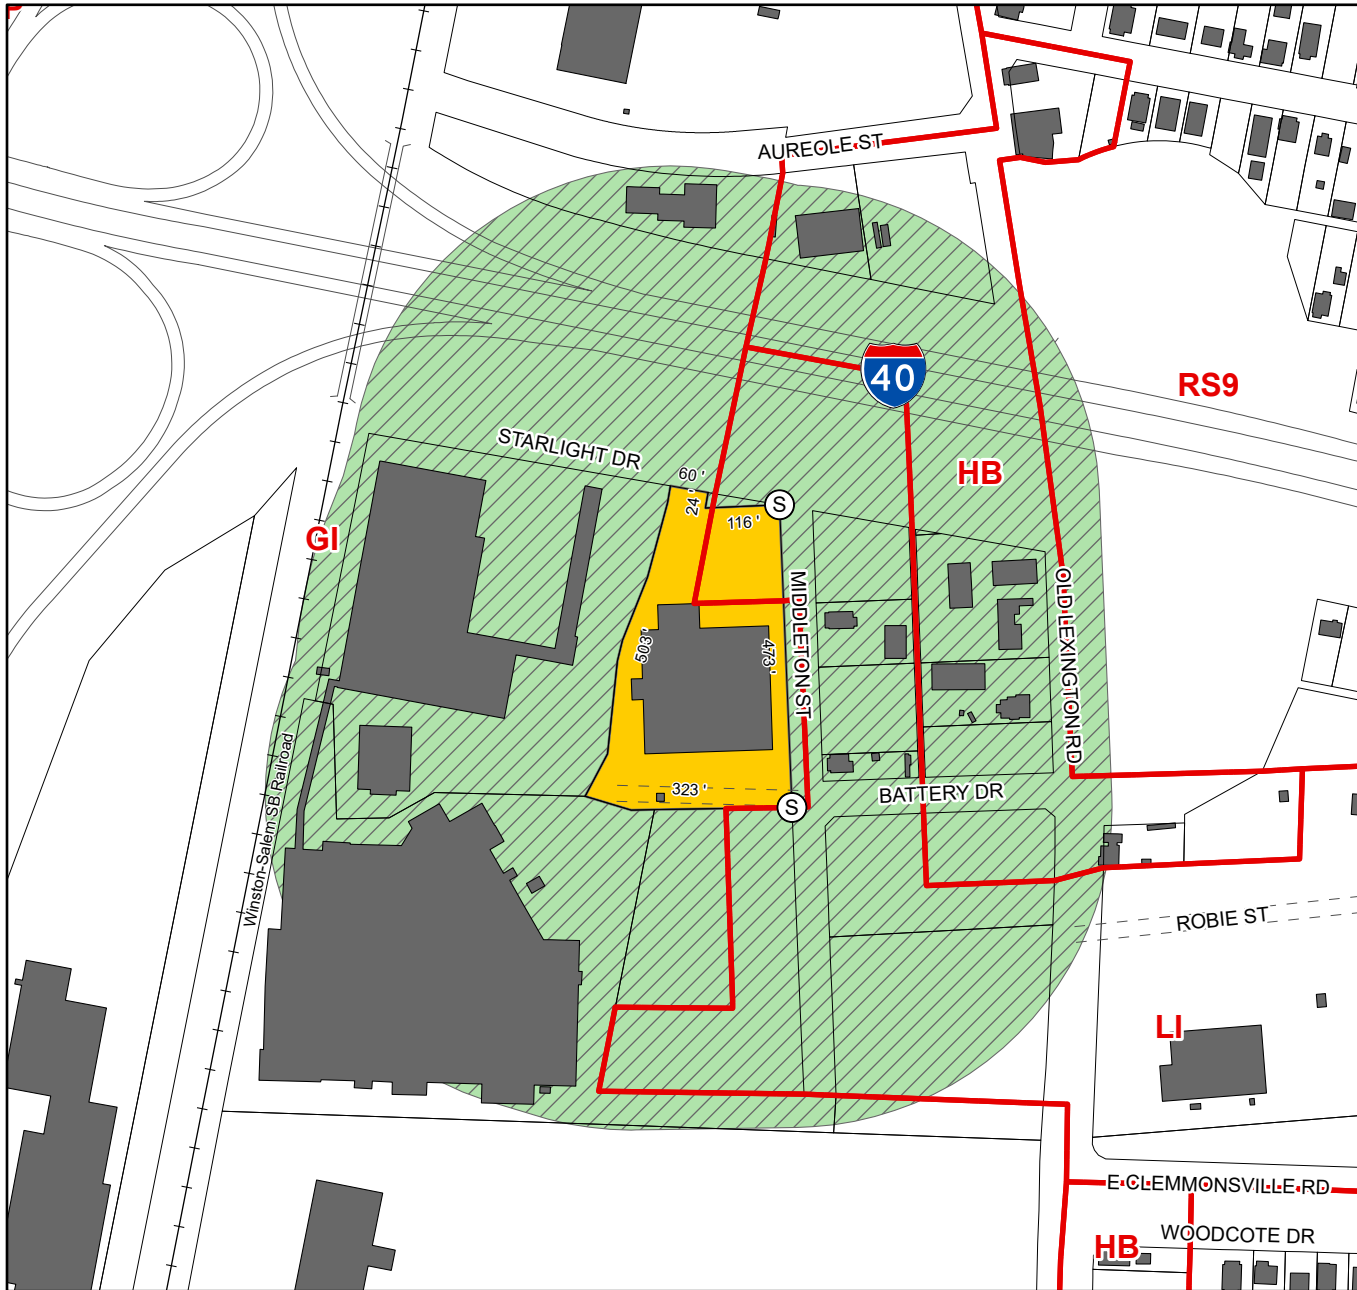 P
AUREOLE ST
40
RS9
STARLIGHT DR
HB
60 '
24 '
S
116 '
GI
MIDDLETON ST
OLD LEXINGTON RD
503 '
473 '
Winston-Salem SB Railroad
323 '
S
BATTERY DR
ROBIE ST
LI
E CLEMMONSVILLE RD
WOODCOTE DR
HB